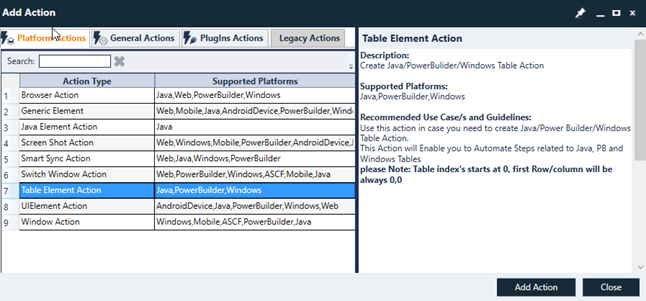 Add Action
Platform Actions General Actions PlugIns Actions Legacy Actions
Search:
Action Type Supported Platforms
1 Browser Action Java,Web,PowerBuilder,Windows
2 Generic Element Web,Mobile,Java,AndroidDevice,PowerBuilder,Wind
3 Java Element Action Java
4 Screen Shot Action Web,Windows,Mobile,PowerBuilder,AndroidDevice,J
5 Smart Sync Action Web,Java,Windows,PowerBuilder
6 Switch Window Action Web,PowerBuilder,Windows,ASCF,Mobile,Java
7 Table Element Action Java,PowerBuilder,Windows
8 UIElement Action AndroidDevice,Java,PowerBuilder,Windows,Web
9 Window Action Windows,Mobile,ASCF,PowerBuilder,Java
Table Element Action
Description:
Create Java/PowerBulider/Windows Table Action
Supported Platforms:
Java,PowerBuilder,Windows
Recommended Use Case/s and Guidelines:
Use this action in case you need to create Java/Power Builder/Windows
Table Action.
This Action will Enable you to Automate Steps related to Java, PB and
Windows Tables
please Note: Table index's starts at 0, first Row/column will be
always 0,0
Add Action Close